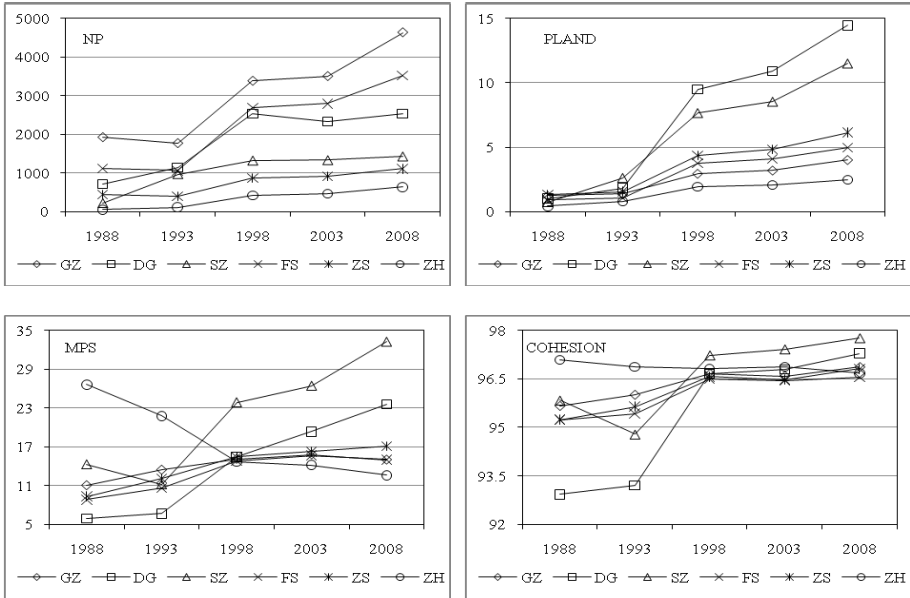 NP
5000
4000
3000
2000
1000
0
1988 1993 1998 2003 2008
GZ DG SZ FS ZS ZH
PLAND
15
10
5
0
1988 1993 1998 2003 2008
GZ DG SZ FS ZS ZH
MPS
35
29
23
17
11
5
1988 1993 1998 2003 2008
GZ DG SZ FS ZS ZH
COHESION
98
96.5
95
93.5
92
1988 1993 1998 2003 2008
GZ DG SZ FS ZS ZH